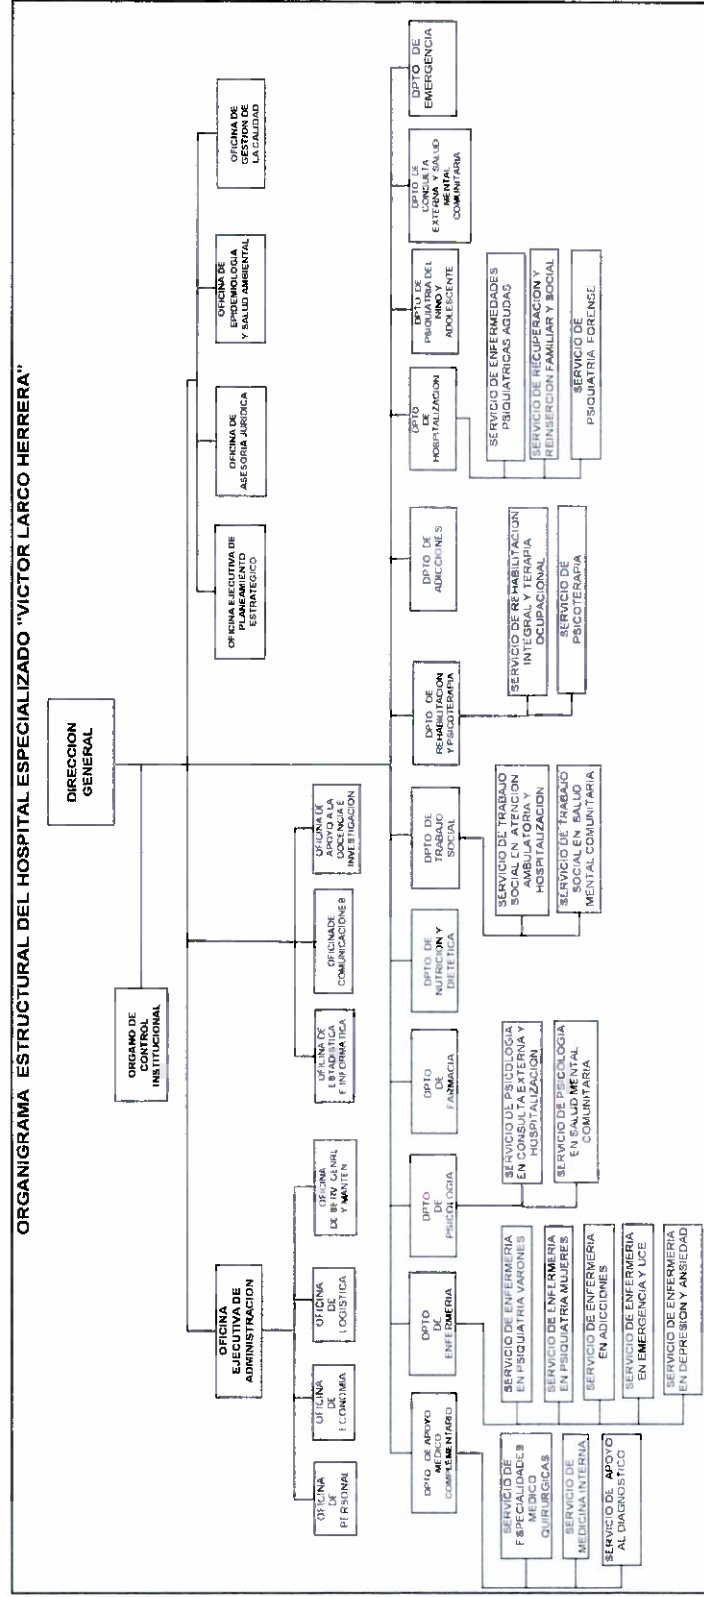 ORGANIGRAMA ESTRUCTURAL DEL HOSPITAL ESPECIALIZADO "VICTOR LARCO HERRERA"
DIRECCION
GENERAL
ORGANO DE
CONTROL
INSTITUCIONAL
OFICINA EJECUTIVA DE
PLANEAMIENTO
ESTRATEGICO
OFICINA DE
ASESORIA JURIDICA
OFICINA DE
EPIDEMIOLOGIA
Y SALUD AMBIENTAL
OFICINA DE
GESTION DE
LA CALIDAD
OFICINA
EJECUTIVA DE
ADMINISTRACION
OFICINA
DE
PERSONAL
OFICINA
DE
ECONOMIA
OFICINA
DE
LOGISTICA
OFICINA
DE SERV. GENRL
Y MANTEN
OFICINA DE
ESTADISTICA
E INFORMATICA
OFICINADE
COMUNICACIONES
OFICINA DE
APOYO A LA
DOCENCIA E
INVESTIGACION
DPTO DE APOYO
MEDICO
COMPLEMENTARIO
SERVICIO DE
ESPECIALIDADES
MEDICO
QUIRURGICAS
SERVICIO DE
MEDICINA INTERNA
SERVICIO DE APOYO
AL DIAGNOSTICO
DPTO
DE
ENFERMERIA
SERVICIO DE ENFERMERIA
EN PSIQUIATRIA VARONES
SERVICIO DE ENFERMERIA
EN PSIQUIATRIA MUJERES
SERVICIO DE ENFERMERIA
EN ADICCIONES
SERVICIO DE ENFERMERIA
EN EMERGENCIA Y UCE
SERVICIO DE ENFERMERIA
EN DEPRESION Y ANSIEDAD
DPTO
DE
PSICOLOGIA
SERVICIO DE PSICOLOGIA
EN CONSULTA EXTERNA Y
HOSPITALIZACION
SERVICIO DE PSICOLOGIA
EN SALUD MENTAL
COMUNITARIA
DPTO
DE
FARMACIA
DPTO DE
NUTRICION Y
DIETETICA
DPTO DE
TRABAJO
SOCIAL
SERVICIO DE TRABAJO
SOCIAL EN ATENCION
AMBULATORIA Y
HOSPITALIZACION
SERVICIO DE TRABAJO
SOCIAL EN SALUD
MENTAL COMUNITARIA
DPTO DE
REHABILITACION
Y PSICOTERAPIA
SERVICIO DE REHABILITACION
INTEGRAL Y TERAPIA
OCUPACIONAL
SERVICIO DE
PSICOTERAPIA
DPTO DE
ADICCIONES
DPTO
DE
HOSPITALIZACION
SERVICIO DE ENFERMEDADES
PSIQUIATRICAS AGUDAS
SERVICIO DE RECUPERACION Y
REINSERCION FAMILIAR Y SOCIAL
SERVICIO DE
PSIQUIATRIA FORENSE
DPTO DE
PSIQUIATRIA DEL
NINO Y
ADOLESCENTE
DPTO DE
CONSULTA
EXTERNA Y SALUD
MENTAL
COMUNITARIA
DPTO DE
EMERGENCIA